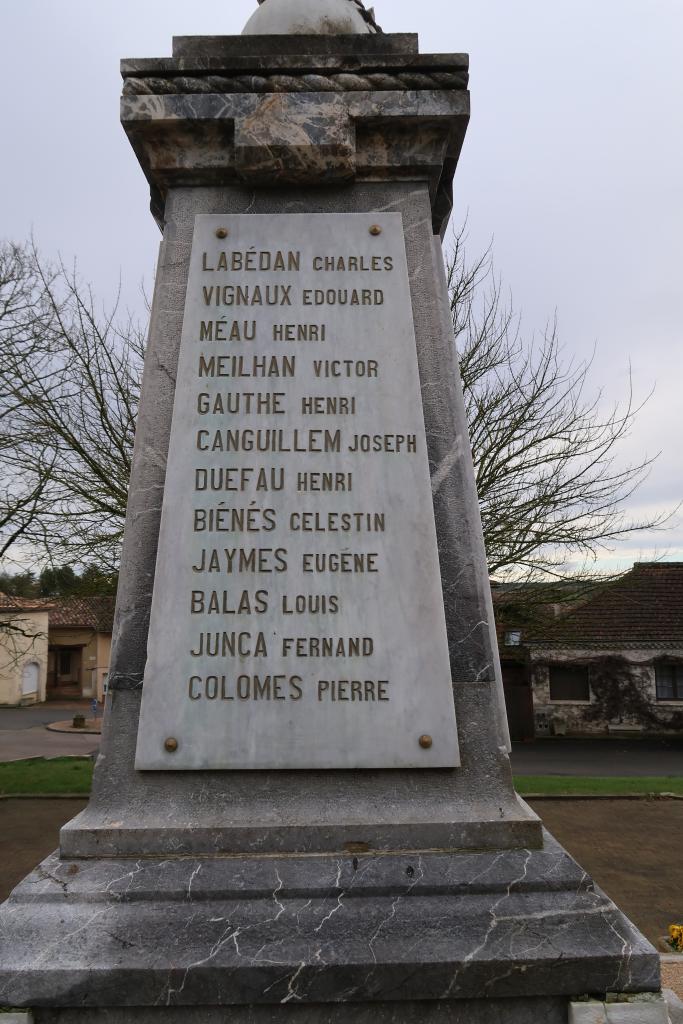 LABÉDAN CHARLES
VIGNAUX EDOUARD
MÉAU HENRI
MEILHAN VICTOR
GAUTHE HENRI
CANGUILLEM JOSEPH
DUEFAU HENRI
BIÉNÉS CELESTIN
JAYMES EUGÉNE
BALAS LOUIS
JUNCA FERNAND
COLOMES PIERRE